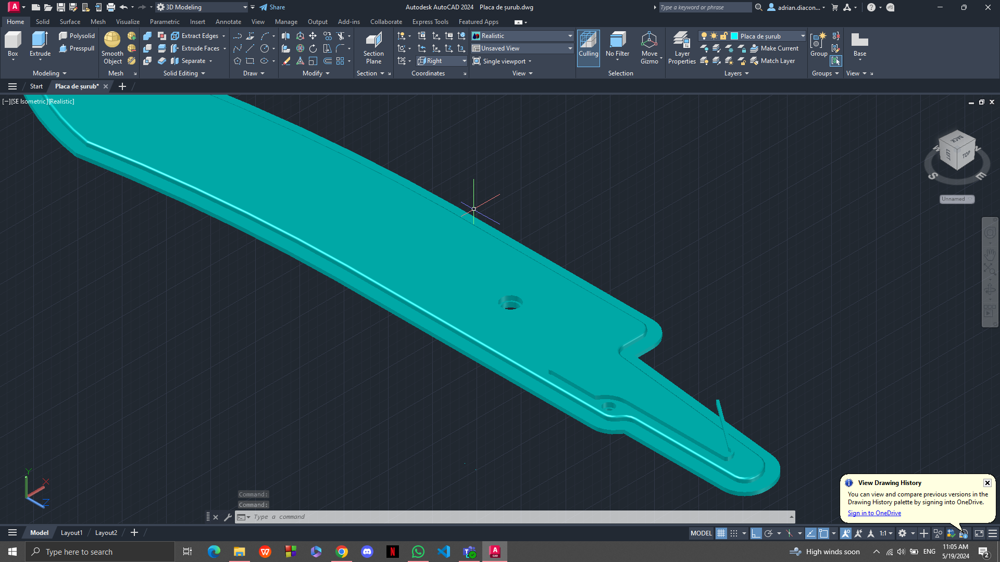 A CAD
3D Modeling
Share
Autodesk AutoCAD 2024 Placa de șurub.dwg
Type a keyword or phrase
adrian.diacon...
Home Solid Surface Mesh Visualize Parametric Insert Annotate View Manage Output Add-ins Collaborate Express Tools Featured Apps
Box
Extrude
Polysolid
Presspull
Modeling
Smooth
Object
Mesh
Extract Edges
Extrude Faces
Separate
Solid Editing
Draw
Modify
Section
Plane
Section
Right
Coordinates
Realistic
Unsaved View
Single viewport
View
Culling
No Filter
Move
Gizmo
Selection
Layer
Properties
Placa de șurub
Make Current
Match Layer
Layers
Group
Groups
Base
View
Start
Placa de șurub*
[−][SE Isometric][Realistic]
BACK
LEFT
TOP
W
N
S
E
Unnamed
Y
X
Z
Command:
Command:
Type a command
View Drawing History
You can view and compare previous versions in the
Drawing History palette by signing into OneDrive.
Sign in to OneDrive
Model Layout1 Layout2
MODEL
1:1
Type here to search
High winds soon
ENG
11:05 AM
5/19/2024
2